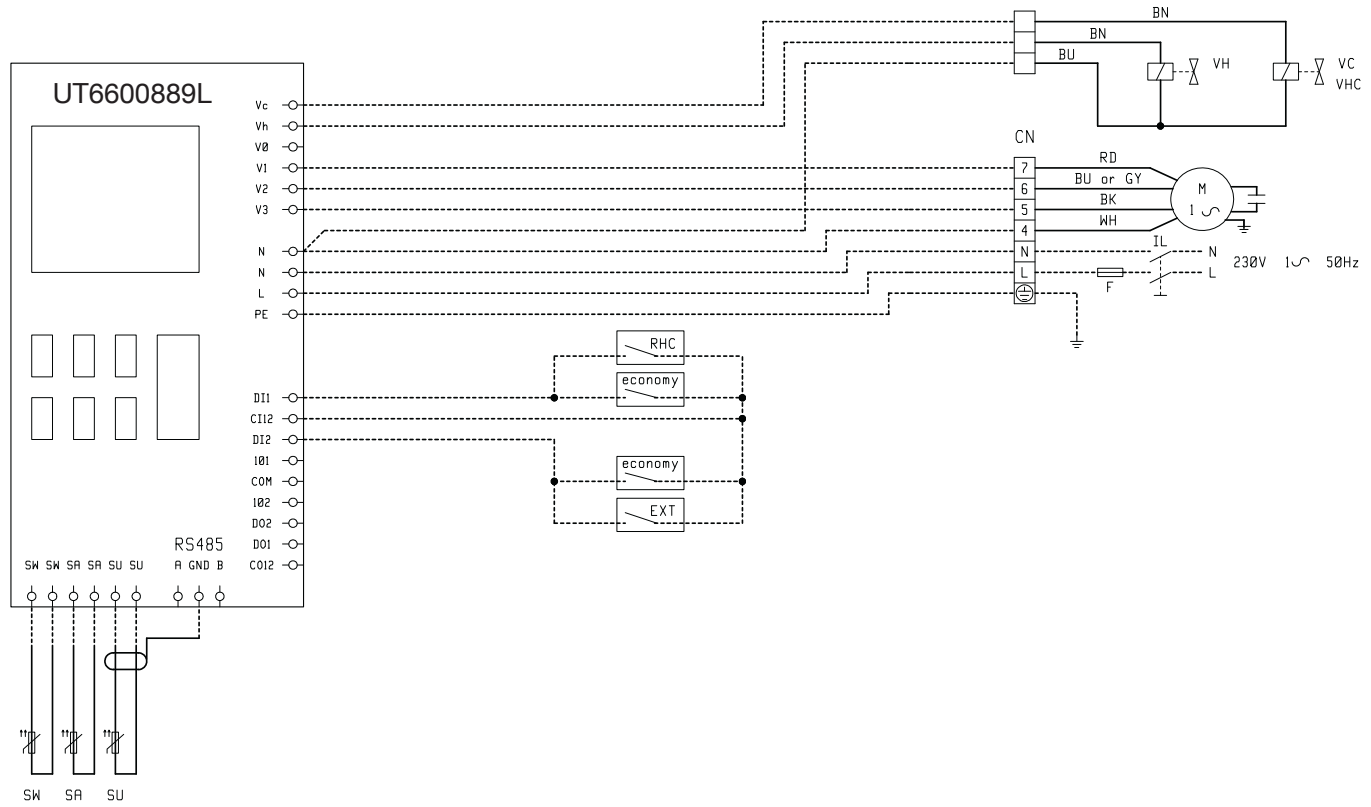 BN
BN
BU
VH
VC
VHC
UT6600889L
Vc
Vh
V0
V1
V2
V3
N
N
L
PE
CN
7
6
5
4
N
L
RD
BU or GY
BK
WH
M
1
IL
F
N
L
230V 1 50Hz
RHC
economy
economy
EXT
DI1
CI12
DI2
101
COM
102
DO2
DO1
CO12
RS485
SW SW SA SA SU SU A GND B
SW SA SU